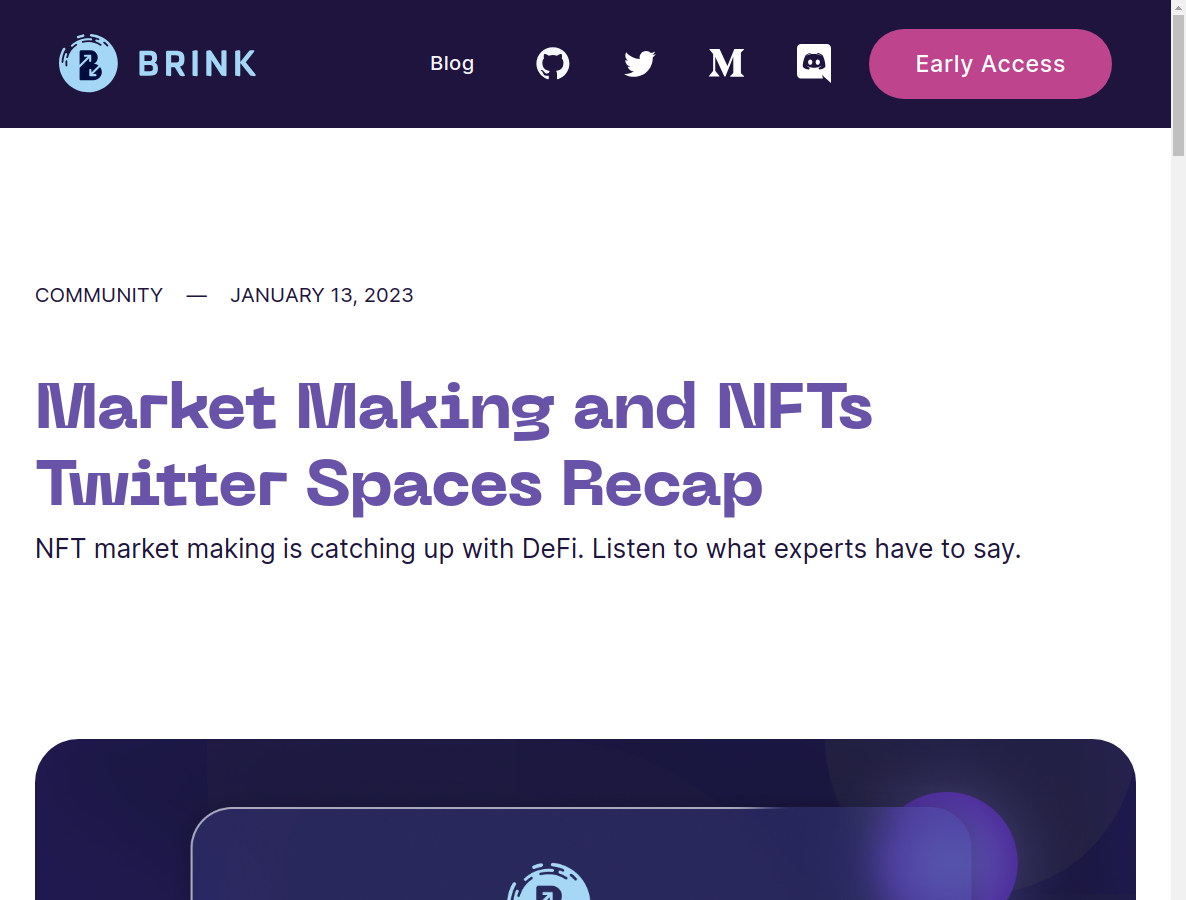 BRINK
Blog
Early Access
COMMUNITY — JANUARY 13, 2023
Market Making and NFTs
Twitter Spaces Recap
NFT market making is catching up with DeFi. Listen to what experts have to say.